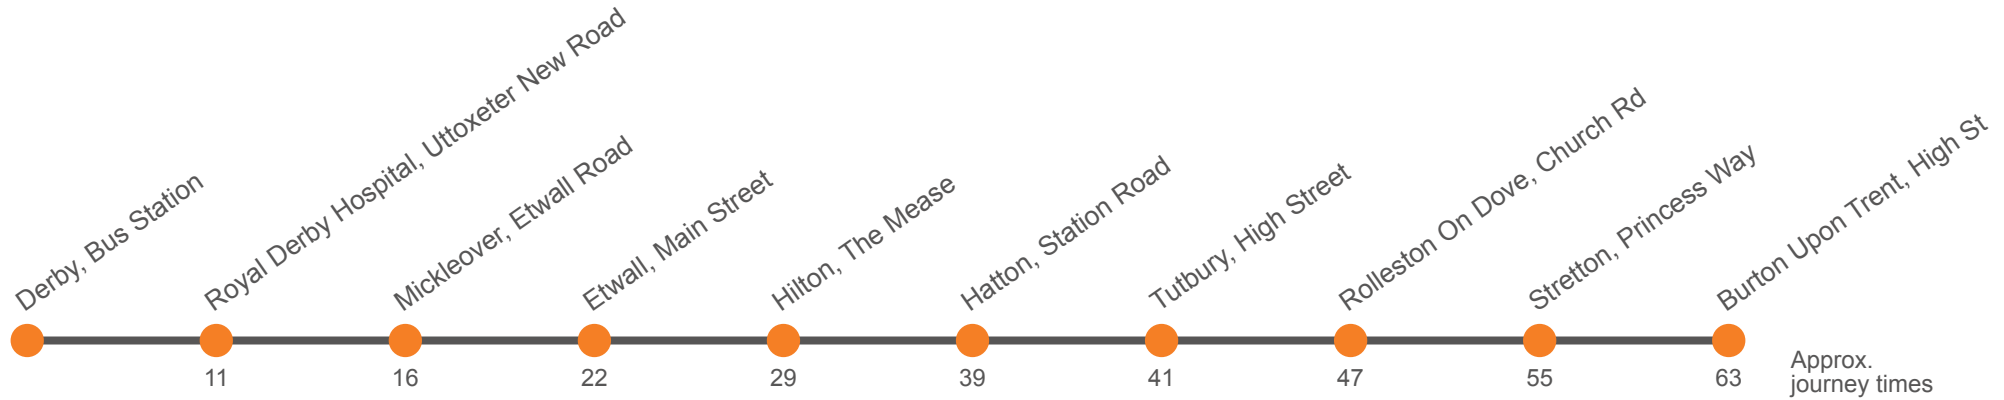 Derby, Bus Station
Royal Derby Hospital, Uttoxeter New Road
Mickleover, Etwall Road
Etwall, Main Street
Hilton, The Mease
Hatton, Station Road
Tutbury, High Street
Rolleston On Dove, Church Rd
Stretton, Princess Way
Burton Upon Trent, High St
11
16
22
29
39
41
47
55
63
Approx.
journey times